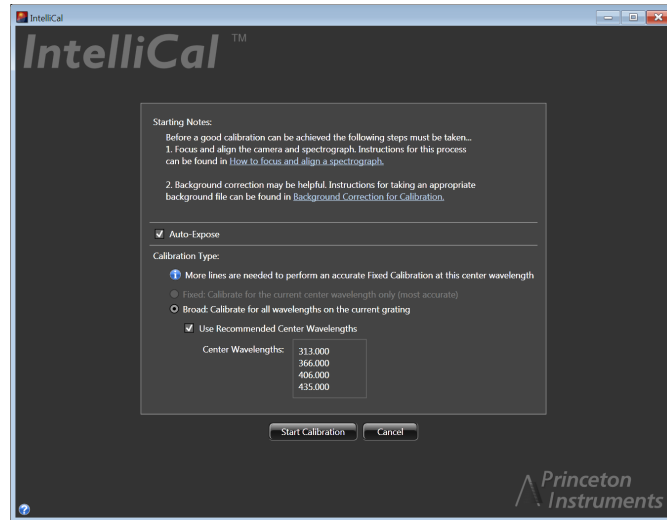 IntelliCal
IntelliCal ™
Starting Notes:
Before a good calibration can be achieved the following steps must be taken...
1. Focus and align the camera and spectrograph. Instructions for this process
can be found in How to focus and align a spectrograph.
2. Background correction may be helpful. Instructions for taking an appropriate
background file can be found in Background Correction for Calibration.
Auto-Expose
Calibration Type:
More lines are needed to perform an accurate Fixed Calibration at this center wavelength
Fixed: Calibrate for the current center wavelength only (most accurate)
Broad: Calibrate for all wavelengths on the current grating
Use Recommended Center Wavelengths
Center Wavelengths:
313.000
366.000
406.000
435.000
Start Calibration
Cancel
Princeton
Instruments